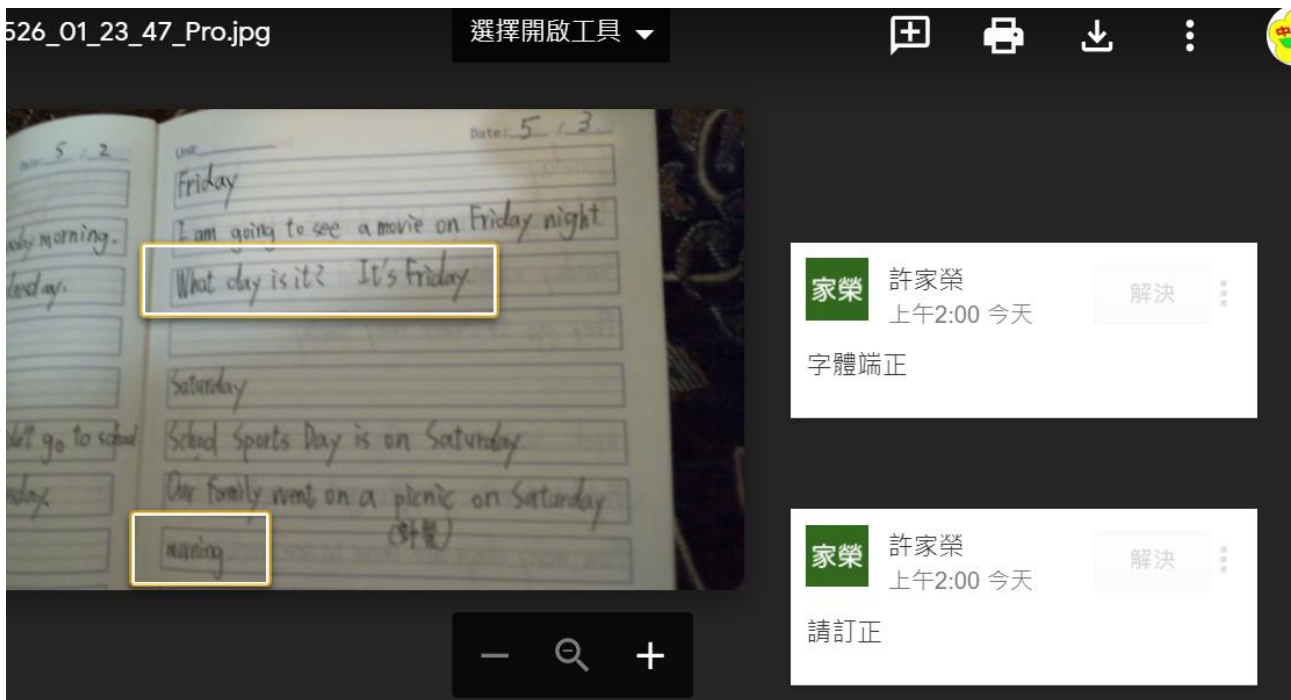 526_01_23_47_Pro.jpg
選擇開啟工具
5 / 2
day morning.
Unit:
Date: 5 / 3
Friday
I am going to see a movie on Friday night
What day is it? It's Friday.
Saturday
go to school
School Sports Day is on Saturday.
Our family went on a picnic on Saturday
morning.
家榮
許家榮
解決
上午2:00 今天
字體端正
家榮
許家榮
解決
上午2:00 今天
請訂正